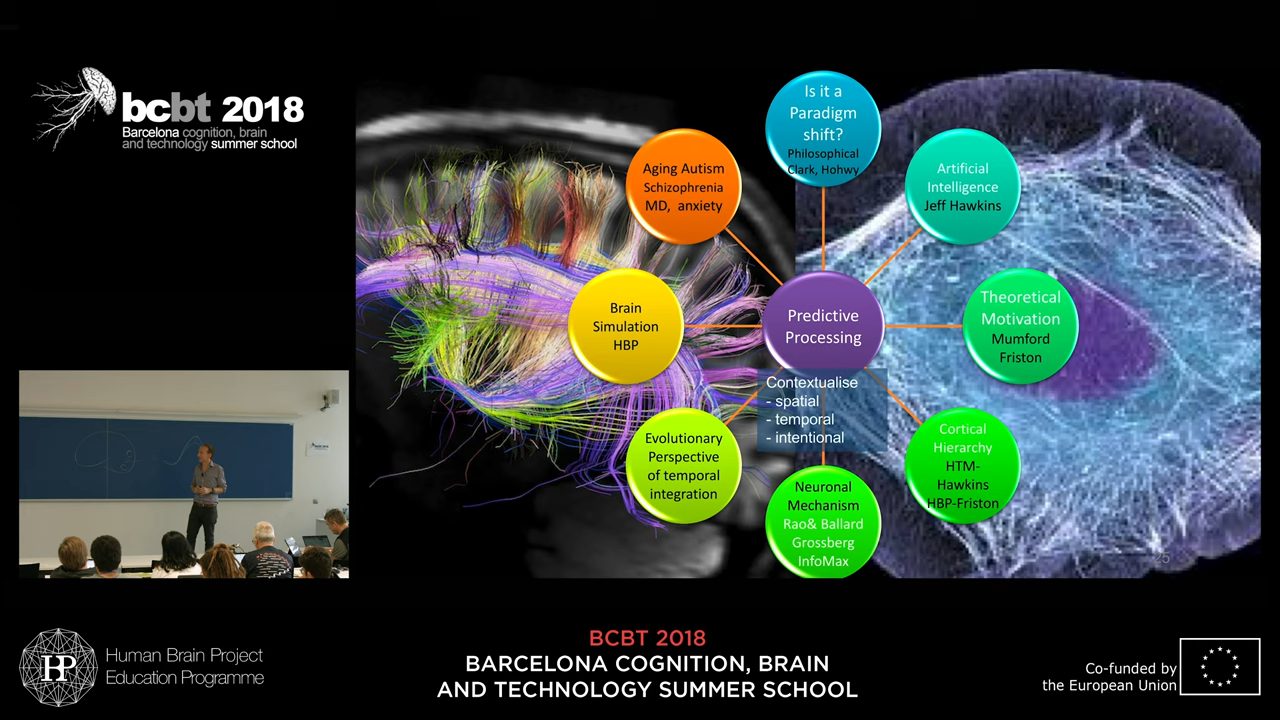 bcbt 2018
Barcelona cognition, brain
and technology summer school
Is it a
Paradigm
shift?
Philosophical
Clark, Hohwy
Aging Autism
Schizophrenia
MD, anxiety
Artificial
Intelligence
Jeff Hawkins
Brain
Simulation
HBP
Predictive
Processing
Theoretical
Motivation
Mumford
Friston
Contextualise
- spatial
- temporal
- intentional
Evolutionary
Perspective
of temporal
integration
Neuronal
Mechanism
Rao& Ballard
Grossberg
InfoMax
Cortical
Hierarchy
HTM-
Hawkins
HBP-Friston
25
HP
Human Brain Project
Education Programme
BCBT 2018
BARCELONA COGNITION, BRAIN
AND TECHNOLOGY SUMMER SCHOOL
Co-funded by
the European Union